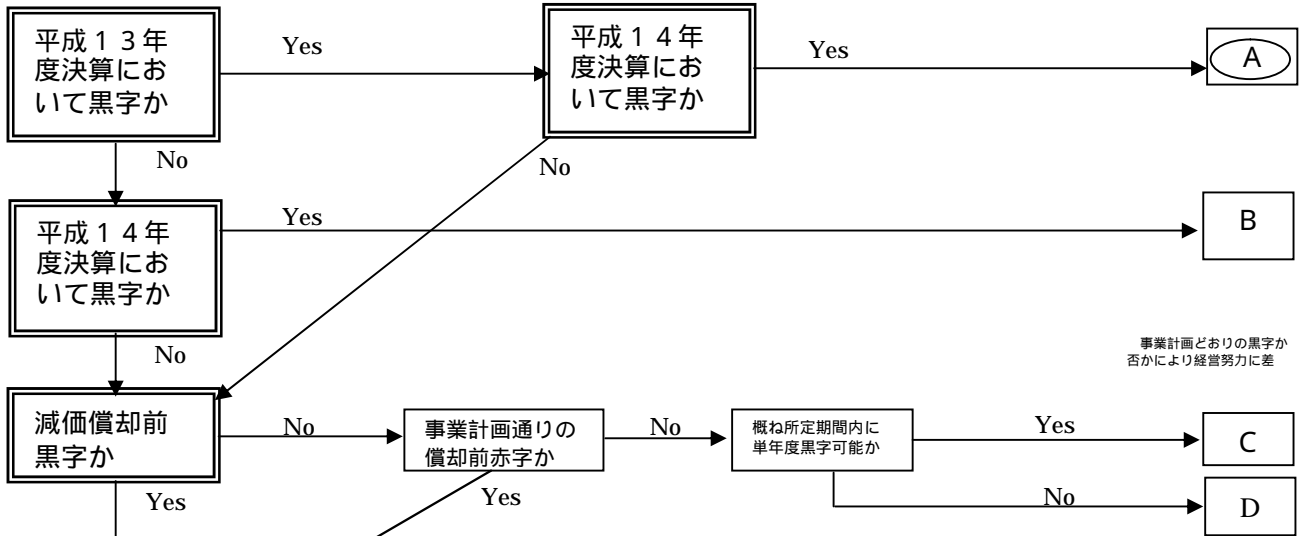 平成１３年
度決算にお
いて黒字か
Yes
平成１４年
度決算にお
いて黒字か
Yes
A
No
No
平成１４年
度決算にお
いて黒字か
Yes
B
No
事業計画どおりの黒字か
否かにより経営努力に差
減価償却前
黒字か
No
事業計画通りの
償却前赤字か
No
概ね所定期間内に
単年度黒字可能か
Yes
C
Yes
Yes
No
D